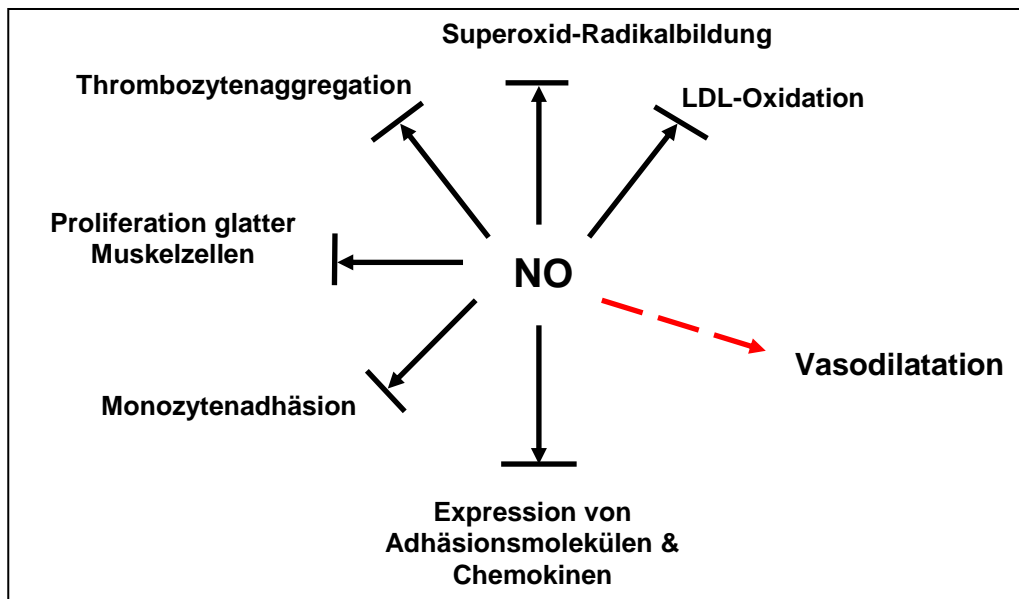 Superoxid-Radikalbildung
Thrombozytenaggregation
LDL-Oxidation
Proliferation glatter
Muskelzellen
NO
Vasodilatation
Monozytenadhäsion
Expression von
Adhäsionsmolekülen &
Chemokinen